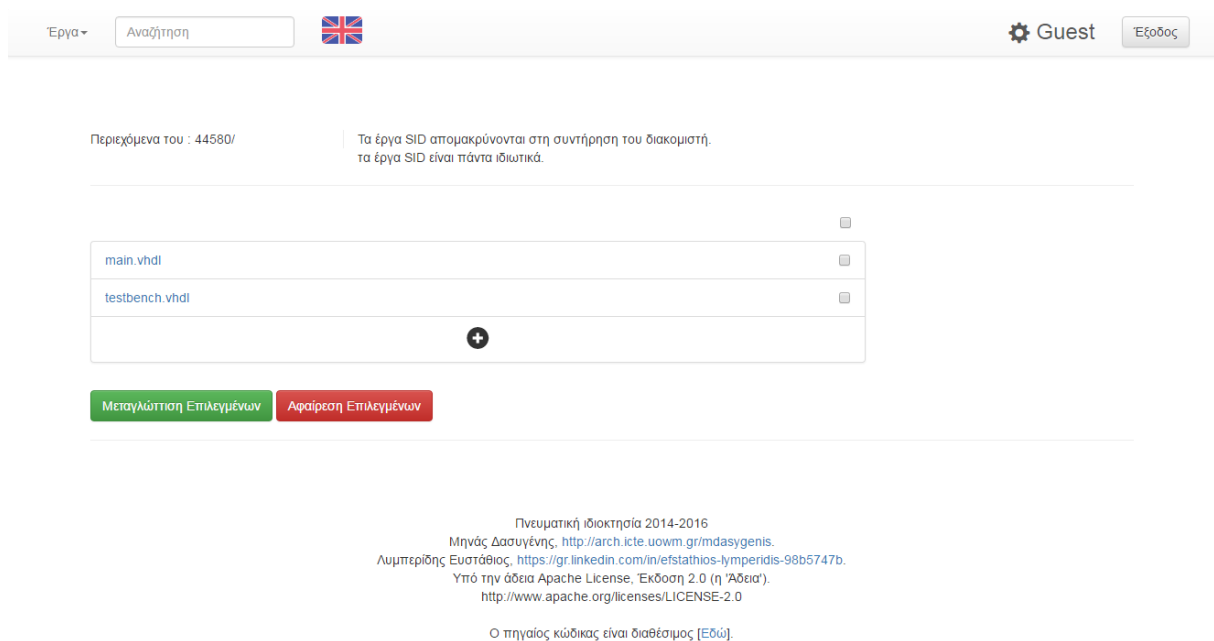 Έργα
Αναζήτηση
Guest
Έξοδος
Περιεχόμενα του : 44580/
Τα έργα SID απομακρύνονται στη συντήρηση του διακομιστή.
τα έργα SID είναι πάντα ιδιωτικά.
main.vhdl
testbench.vhdl
Μεταγλώττιση Επιλεγμένων
Αφαίρεση Επιλεγμένων
Πνευματική ιδιοκτησία 2014-2016
Μηνάς Δασυγένης, http://arch.icte.uowm.gr/mdasygenis.
Λυμπερίδης Ευστάθιος, https://gr.linkedin.com/in/efstathios-lymperidis-98b5747b.
Υπό την άδεια Apache License, Έκδοση 2.0 (η 'Άδεια').
http://www.apache.org/licenses/LICENSE-2.0
Ο πηγαίος κώδικας είναι διαθέσιμος [Εδώ].